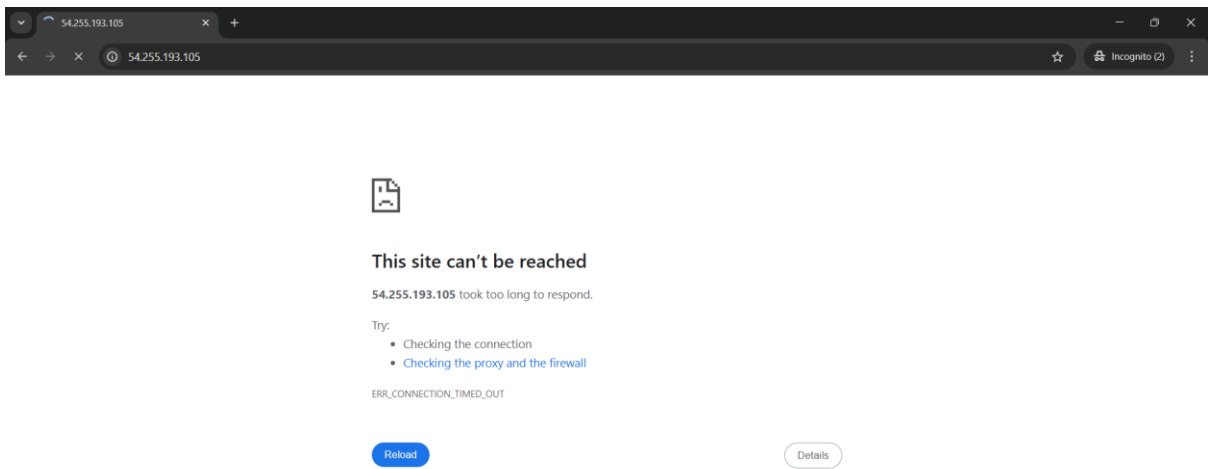 54.255.193.105
54.255.193.105
Incognito (2)
This site can't be reached
54.255.193.105 took too long to respond.
Try:
• Checking the connection
• Checking the proxy and the firewall
ERR_CONNECTION_TIMED_OUT
Reload
Details